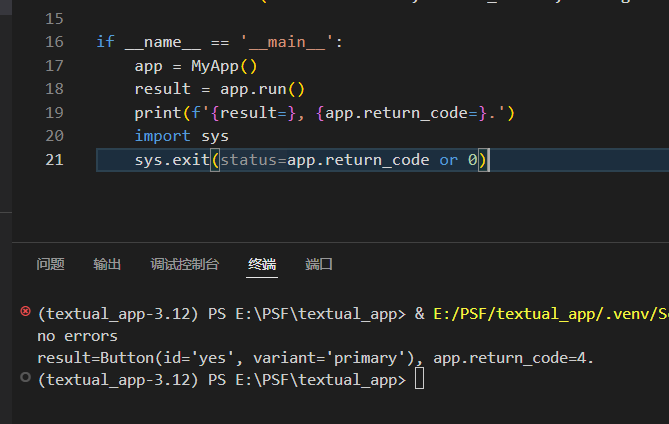 15
16 if __name__ == '__main__':
17 app = MyApp()
18 result = app.run()
19 print(f'{result=}, {app.return_code=}.')
20 import sys
21 sys.exit(status=app.return_code or 0)
问题 输出 调试控制台 终端 端口
(textual_app-3.12) PS E:\PSF\textual_app> & E:/PSF/textual_app/.venv/
no errors
result=Button(id='yes', variant='primary'), app.return_code=4.
(textual_app-3.12) PS E:\PSF\textual_app>